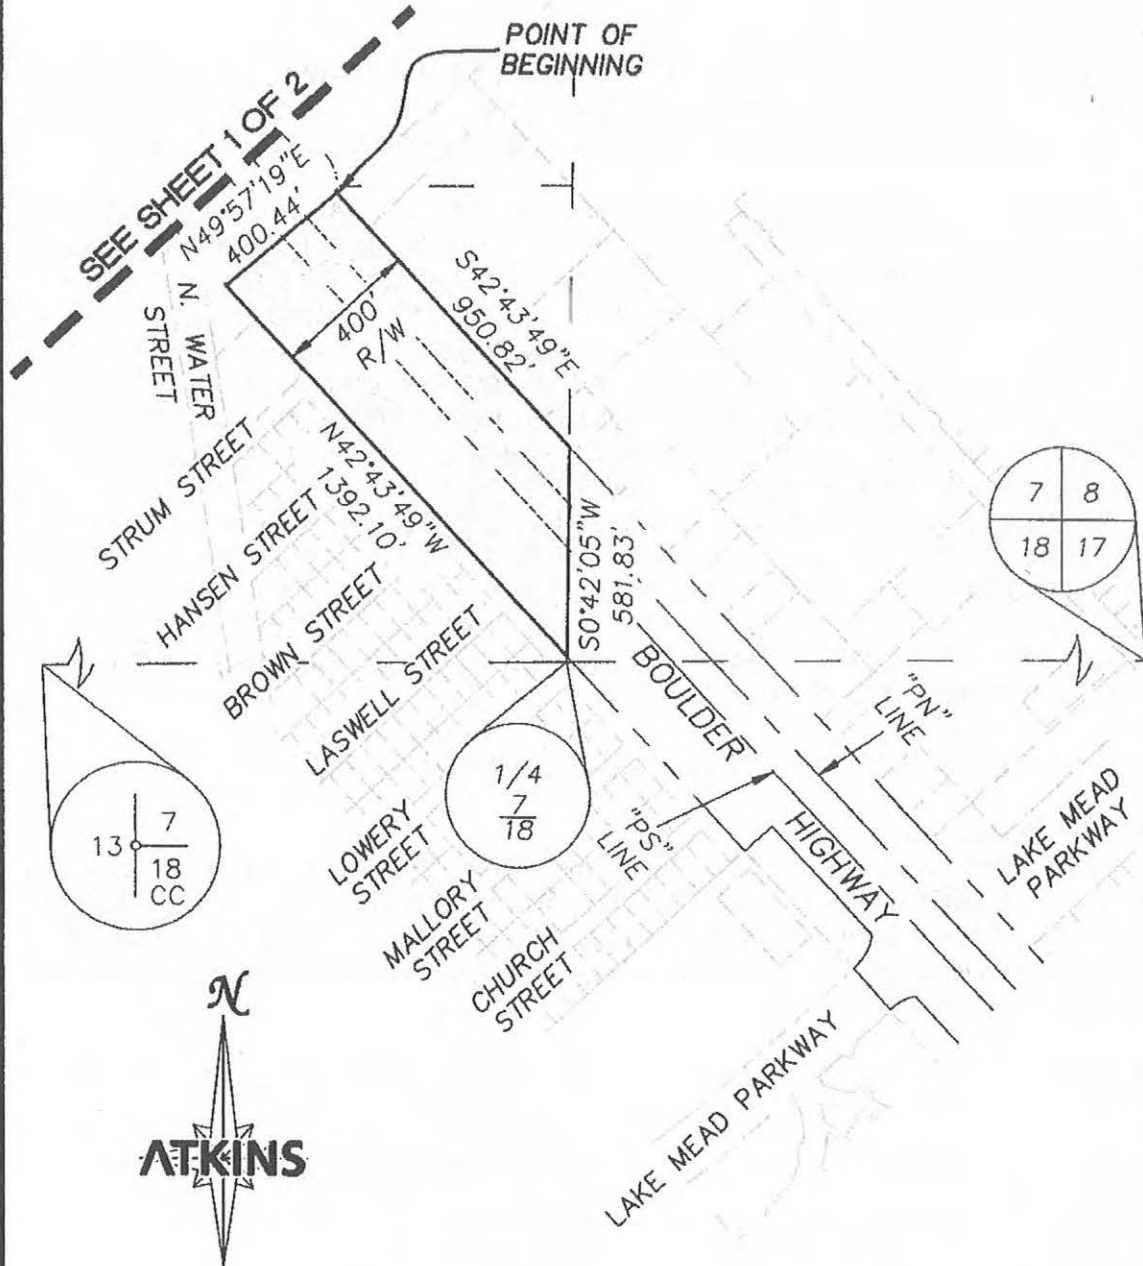 POINT OF
BEGINNING
SEE SHEET 1 OF 2
N49°57'19"E
400.44'
N. WATER
STREET
400'
R/W
S42°43'49"E
950.82'
N42°43'49"W
1392.10'
STRUM STREET
HANSEN STREET
BROWN STREET
LASWELL STREET
S0°42'05"W
581.83'
7
8
18
17
BOULDER
HIGHWAY
"PN"
LINE
"PS"
LINE
1/4
7
18
13
7
18
CC
LOWERY
STREET
MALLORY
STREET
CHURCH
STREET
LAKE MEAD
PARKWAY
LAKE MEAD PARKWAY
N
ATKINS